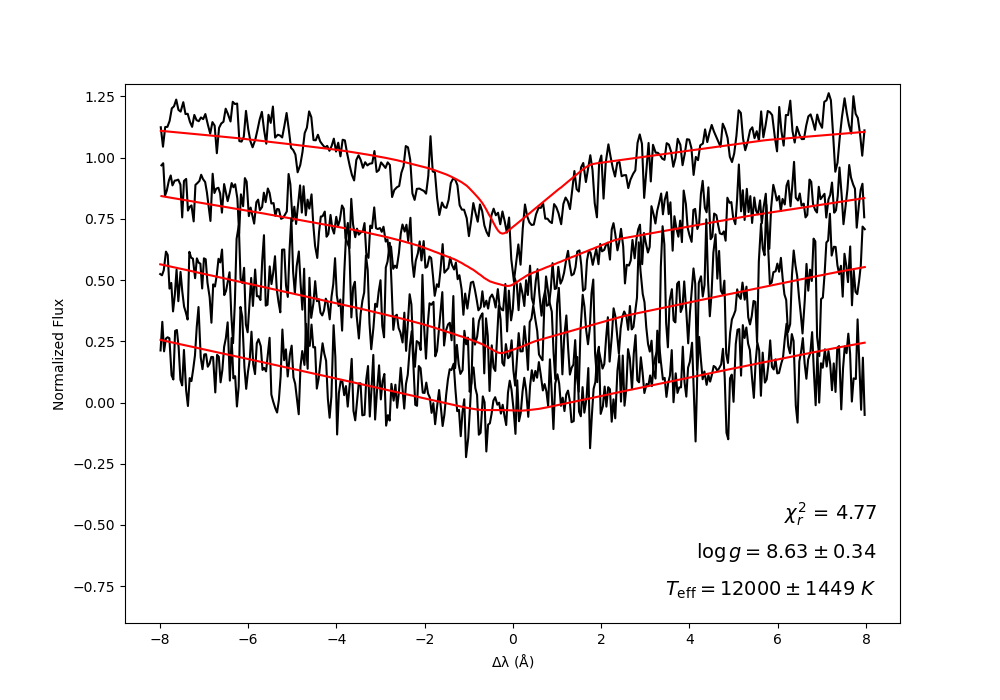 1.25
1.00
0.75
0.50
0.25
0.00
−0.25
−0.50
−0.75
Normalized Flux
χ²ᵣ = 4.77
log g = 8.63 ± 0.34
T_eff = 12000 ± 1449 K
−8 −6 −4 −2 0 2 4 6 8
Δλ (Å)